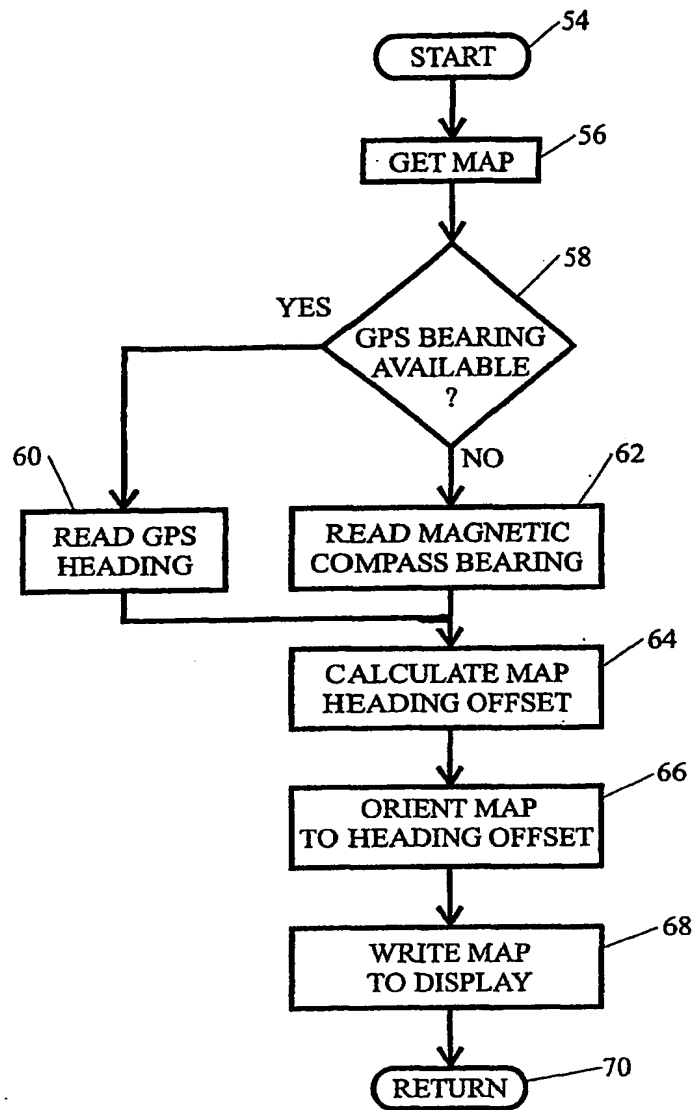 54
START
56
GET MAP
58
YES
GPS BEARING
AVAILABLE
?
NO
60
62
READ GPS
HEADING
READ MAGNETIC
COMPASS BEARING
64
CALCULATE MAP
HEADING OFFSET
66
ORIENT MAP
TO HEADING OFFSET
68
WRITE MAP
TO DISPLAY
70
RETURN